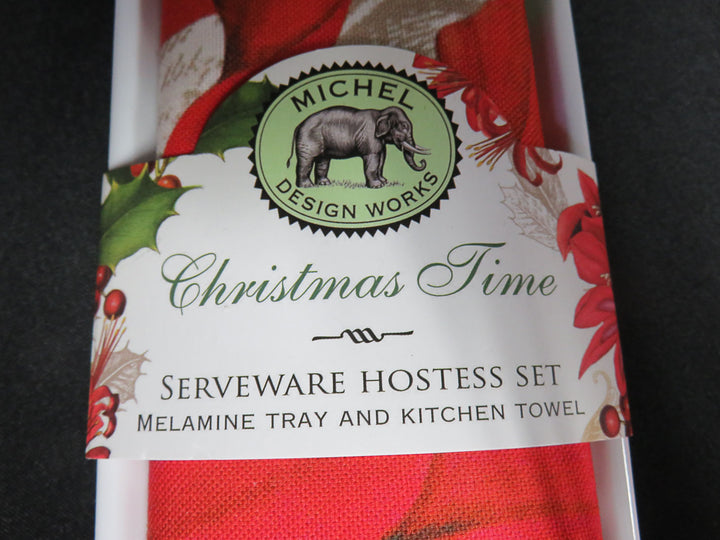 MICHEL
DESIGN WORKS
Christmas Time
SERVEWARE HOSTESS SET
MELAMINE TRAY AND KITCHEN TOWEL